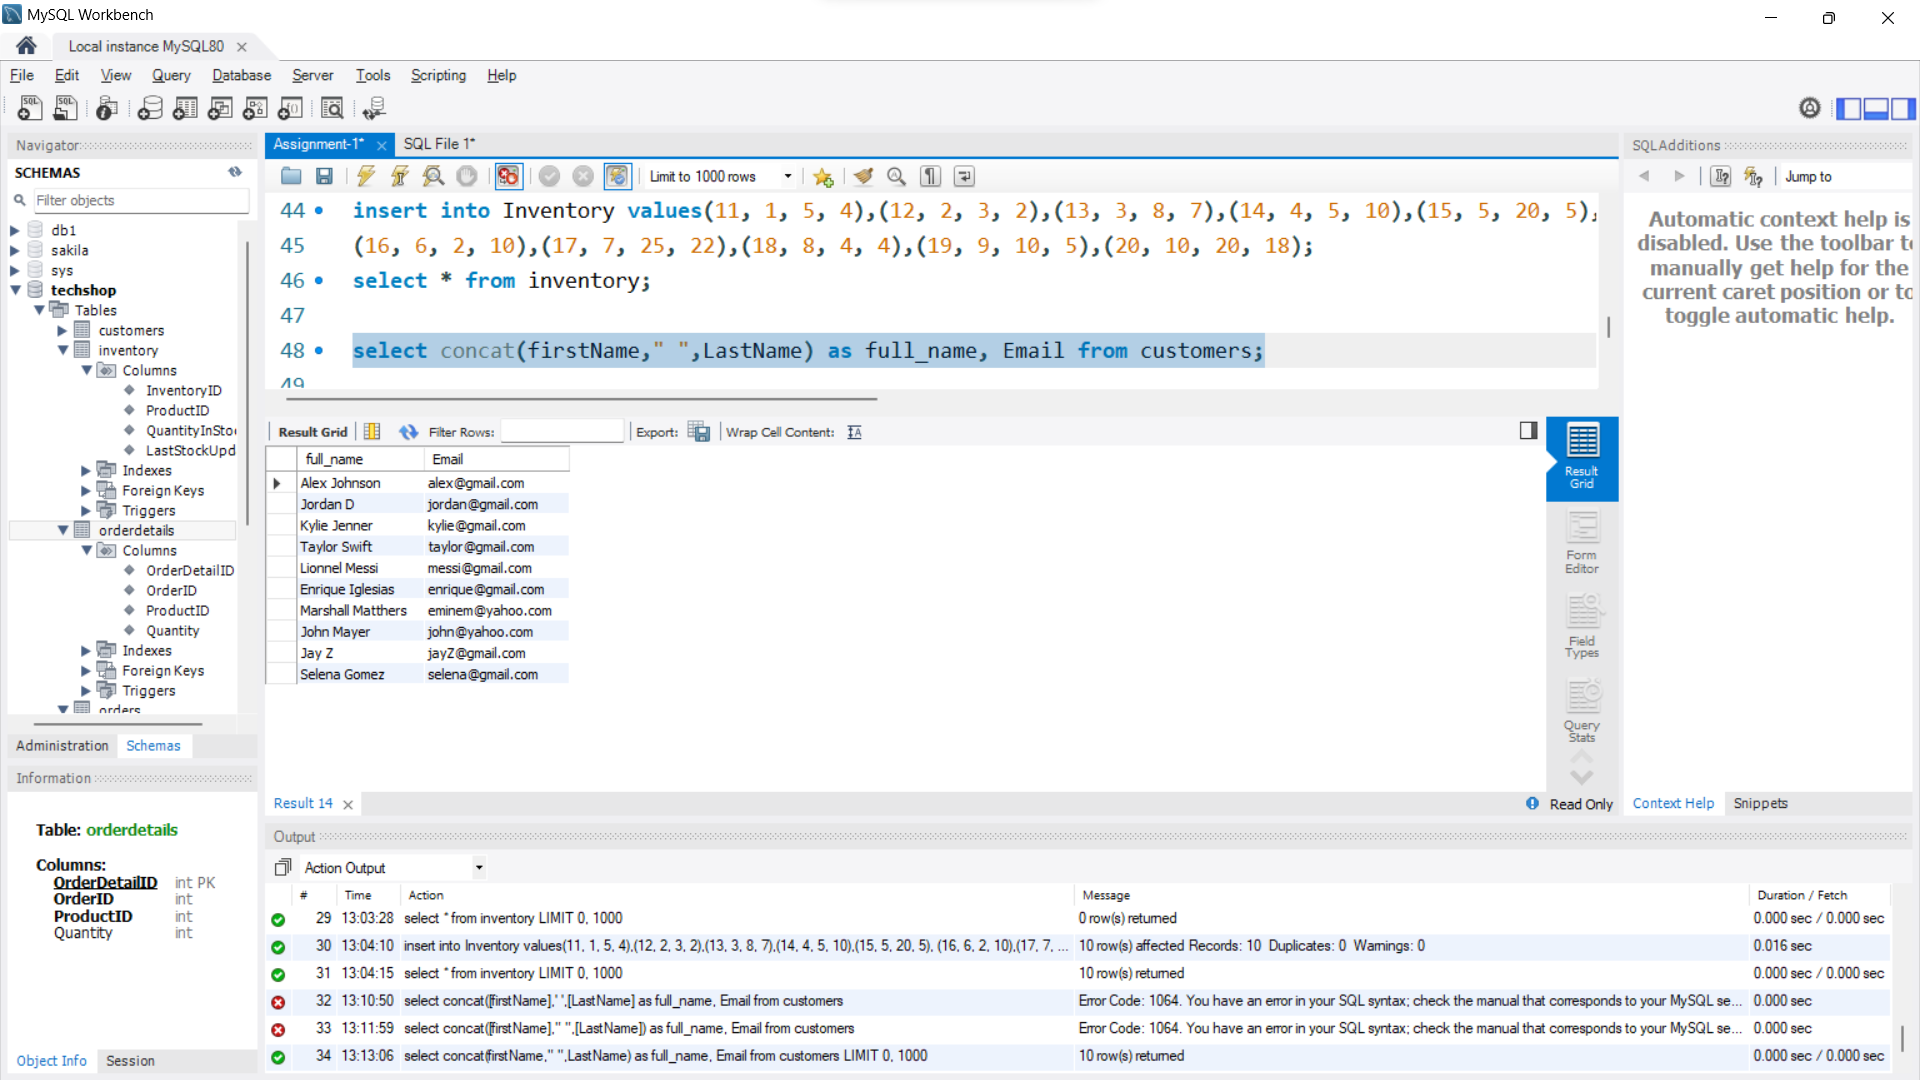 MySQL Workbench
Local instance MySQL80
File Edit View Query Database Server Tools Scripting Help
Navigator
SCHEMAS
Filter objects
db1
sakila
sys
techshop
Tables
customers
inventory
Columns
InventoryID
ProductID
QuantityInSto
LastStockUpd
Indexes
Foreign Keys
Triggers
orderdetails
Columns
OrderDetailID
OrderID
ProductID
Quantity
Indexes
Foreign Keys
Triggers
orders
Administration Schemas
Information
Table: orderdetails
Columns:
OrderDetailID int PK
OrderID int
ProductID int
Quantity int
Object Info Session
Assignment-1* SQL File 1*
Limit to 1000 rows
44 insert into Inventory values(11, 1, 5, 4),(12, 2, 3, 2),(13, 3, 8, 7),(14, 4, 5, 10),(15, 5, 20, 5),
45 (16, 6, 2, 10),(17, 7, 25, 22),(18, 8, 4, 4),(19, 9, 10, 5),(20, 10, 20, 18);
46 select * from inventory;
47
48 select concat(firstName," ",LastName) as full_name, Email from customers;
49
Result Grid Filter Rows: Export: Wrap Cell Content:
full_name Email
Alex Johnson alex@gmail.com
Jordan D jordan@gmail.com
Kylie Jenner kylie@gmail.com
Taylor Swift taylor@gmail.com
Lionnel Messi messi@gmail.com
Enrique Iglesias enrique@gmail.com
Marshall Matthers eminem@yahoo.com
John Mayer john@yahoo.com
Jay Z jayZ@gmail.com
Selena Gomez selena@gmail.com
Result
Grid
Form
Editor
Field
Types
Query
Stats
Result 14 Read Only
SQLAdditions
Jump to
Automatic context help is
disabled. Use the toolbar to
manually get help for the
current caret position or to
toggle automatic help.
Context Help Snippets
Output
Action Output
# Time Action Message Duration / Fetch
29 13:03:28 select * from inventory LIMIT 0, 1000 0 row(s) returned 0.000 sec / 0.000 sec
30 13:04:10 insert into Inventory values(11, 1, 5, 4),(12, 2, 3, 2),(13, 3, 8, 7),(14, 4, 5, 10),(15, 5, 20, 5), (16, 6, 2, 10),(17, 7, ... 10 row(s) affected Records: 10 Duplicates: 0 Warnings: 0 0.016 sec
31 13:04:15 select * from inventory LIMIT 0, 1000 10 row(s) returned 0.000 sec / 0.000 sec
32 13:10:50 select concat([firstName],' ',[LastName] as full_name, Email from customers Error Code: 1064. You have an error in your SQL syntax; check the manual that corresponds to your MySQL se... 0.000 sec
33 13:11:59 select concat([firstName]," ",[LastName]) as full_name, Email from customers Error Code: 1064. You have an error in your SQL syntax; check the manual that corresponds to your MySQL se... 0.000 sec
34 13:13:06 select concat(firstName," ",LastName) as full_name, Email from customers LIMIT 0, 1000 10 row(s) returned 0.000 sec / 0.000 sec